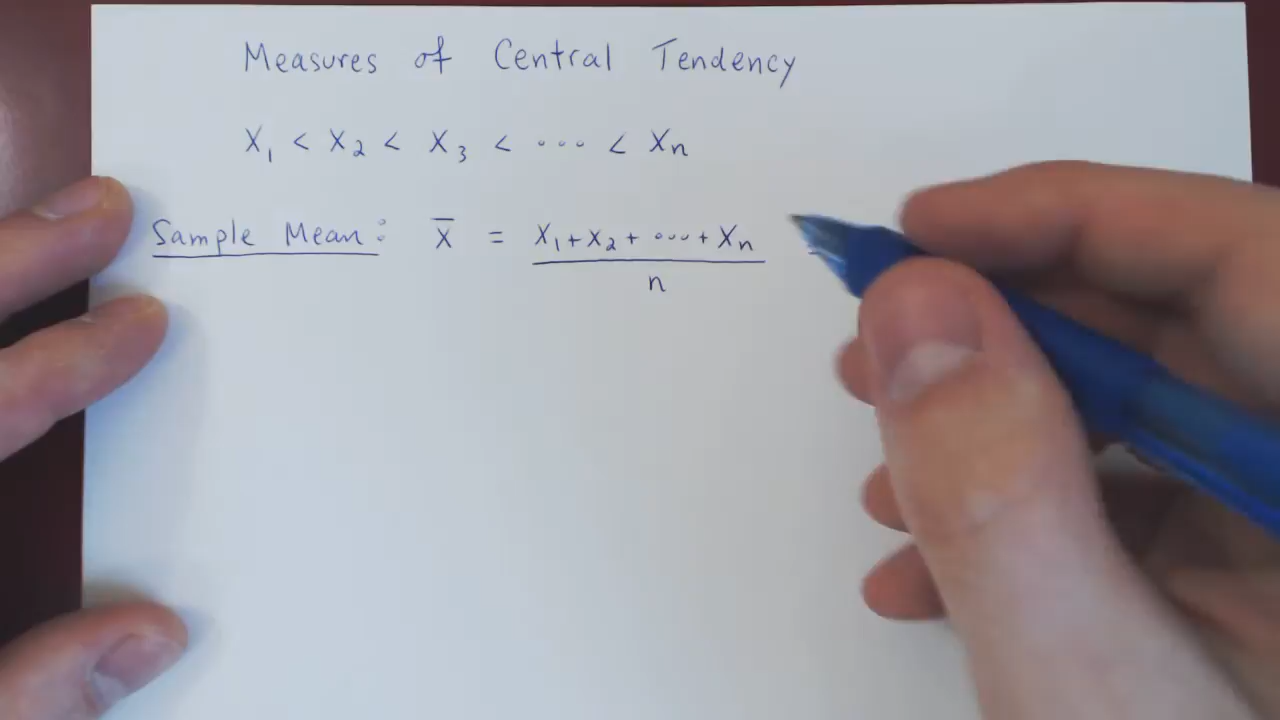 Measures of Central Tendency
X₁ < X₂ < X₃ < ... < Xn
Sample Mean: X̄ = X₁+X₂+...+Xn
n